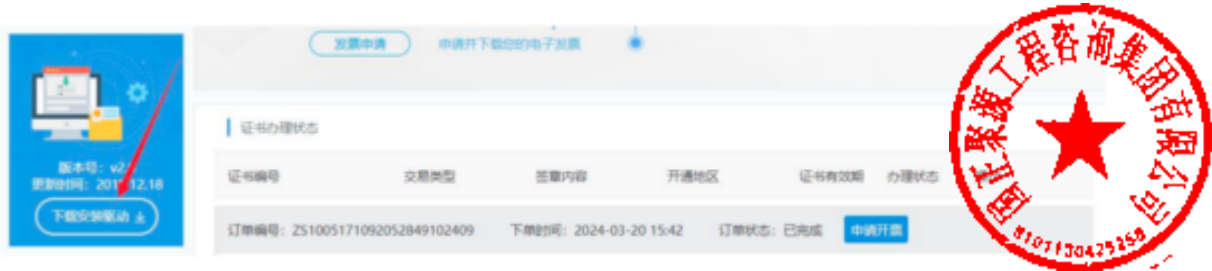 发票申请 申请并下载您的电子发票
证书办理状态
版本号：v2.
更新时间：201 .12.18
下载安装驱动
证书编号 交易类型 签章内容 开通地区 证书有效期 办理状态
订单编号：ZS1005171092052849102409 下单时间：2024-03-20 15:42 订单状态：已完成 申请开票
国正聚源工程咨询集团有限公司